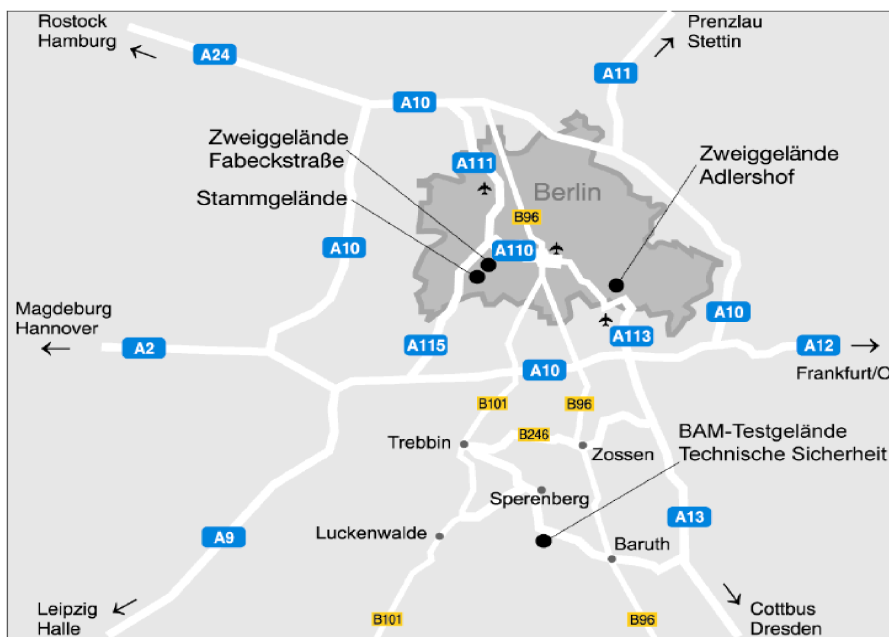 Rostock
Hamburg
Prenzlau
Stettin
A24
A11
A10
Zweiggelände
Fabeckstraße
A111
Zweiggelände
Adlershof
Stammgelände
Berlin
B96
A10
A110
Magdeburg
Hannover
A10
A2
A115
A113
A12
A10
Frankfurt/O
B101
B96
B246
BAM-Testgelände
Technische Sicherheit
Trebbin
Zossen
Sperenberg
A13
Luckenwalde
A9
Baruth
Leipzig
Halle
B101
B96
Cottbus
Dresden